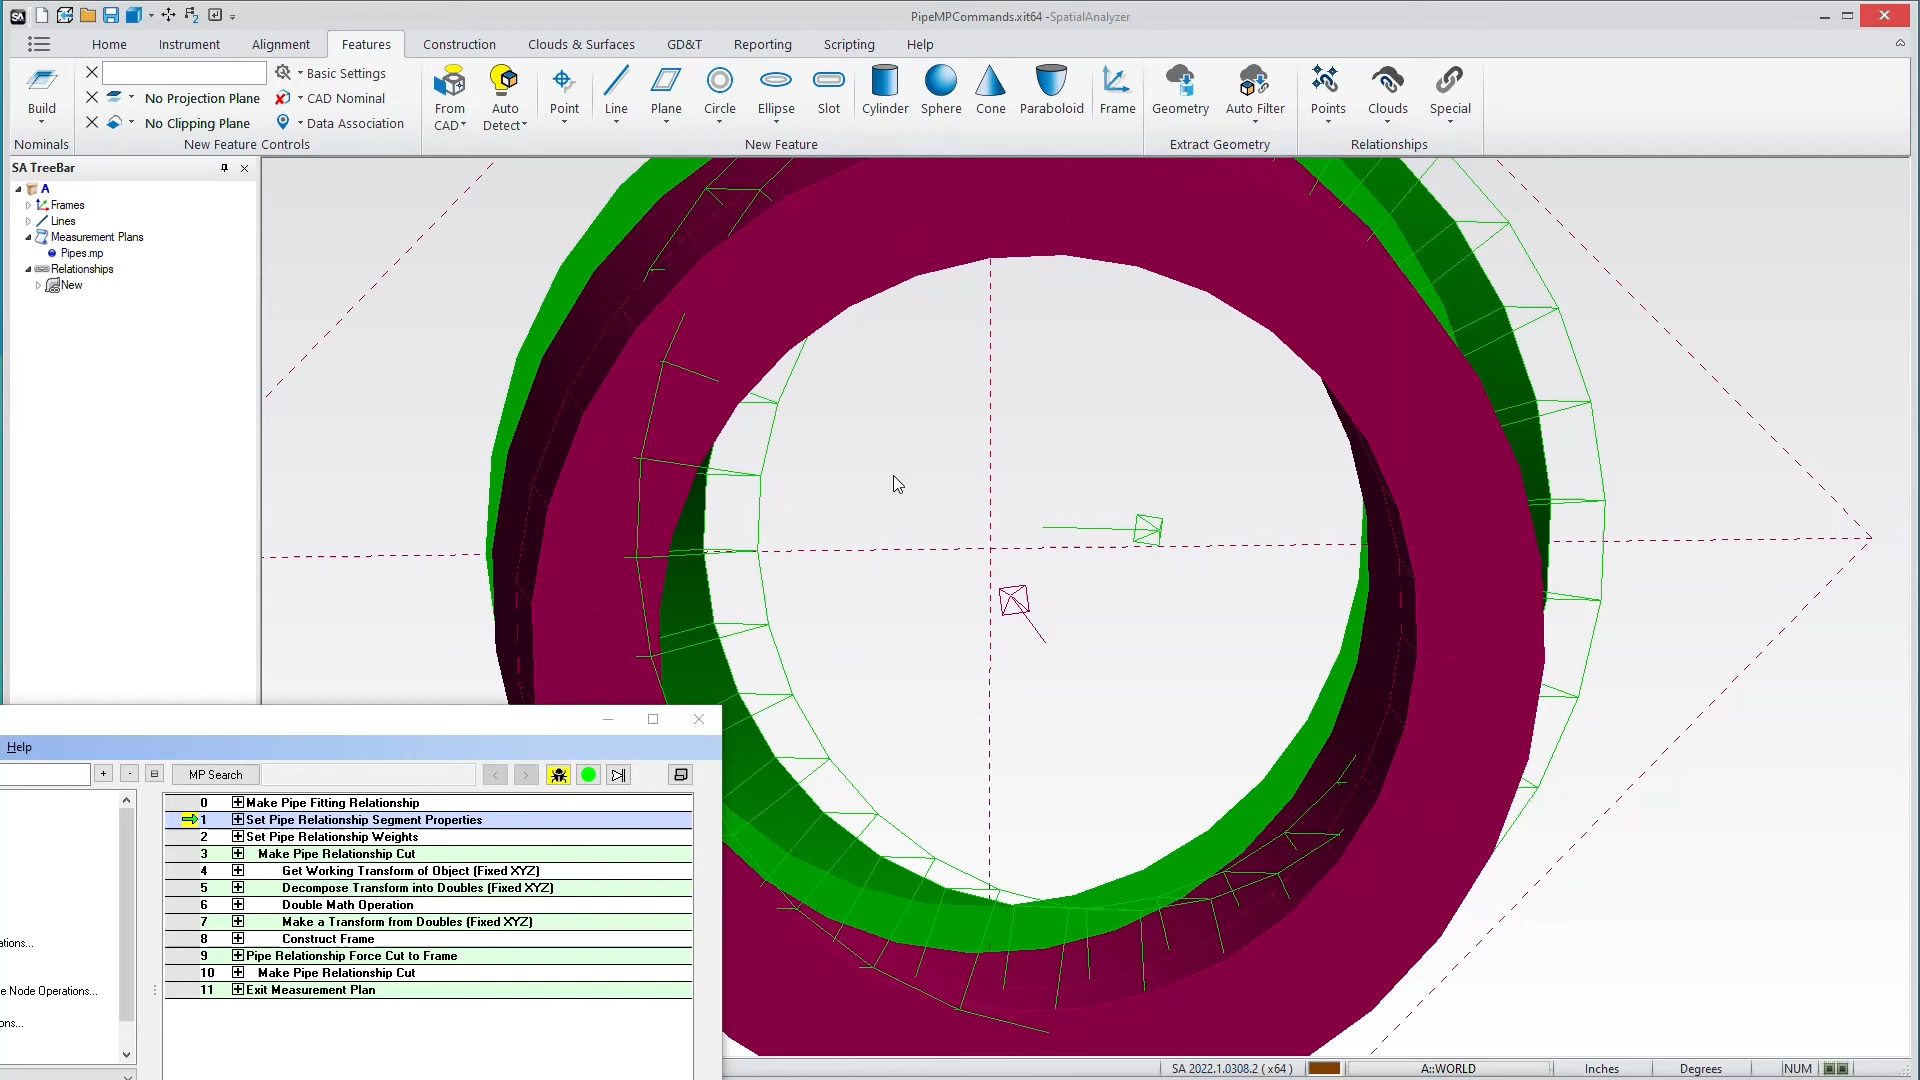 SA
PipeMPCommands.xit64 -SpatialAnalyzer
Home
Instrument
Alignment
Features
Construction
Clouds & Surfaces
GD&T
Reporting
Scripting
Help
Build
Nominals
Basic Settings
No Projection Plane
CAD Nominal
No Clipping Plane
Data Association
New Feature Controls
From CAD
Auto Detect
Point
Line
Plane
Circle
Ellipse
Slot
Cylinder
Sphere
Cone
Paraboloid
Frame
New Feature
Geometry
Auto Filter
Extract Geometry
Points
Clouds
Special
Relationships
SA TreeBar
A
Frames
Lines
Measurement Plans
Pipes.mp
Relationships
New
Help
MP Search
0 Make Pipe Fitting Relationship
1 Set Pipe Relationship Segment Properties
2 Set Pipe Relationship Weights
3 Make Pipe Relationship Cut
4 Get Working Transform of Object (Fixed XYZ)
5 Decompose Transform into Doubles (Fixed XYZ)
6 Double Math Operation
7 Make a Transform from Doubles (Fixed XYZ)
8 Construct Frame
9 Pipe Relationship Force Cut to Frame
10 Make Pipe Relationship Cut
11 Exit Measurement Plan
ations...
e Node Operations...
ons...
SA 2022.1.0308.2 ( x64 )
A::WORLD
Inches
Degrees
NUM